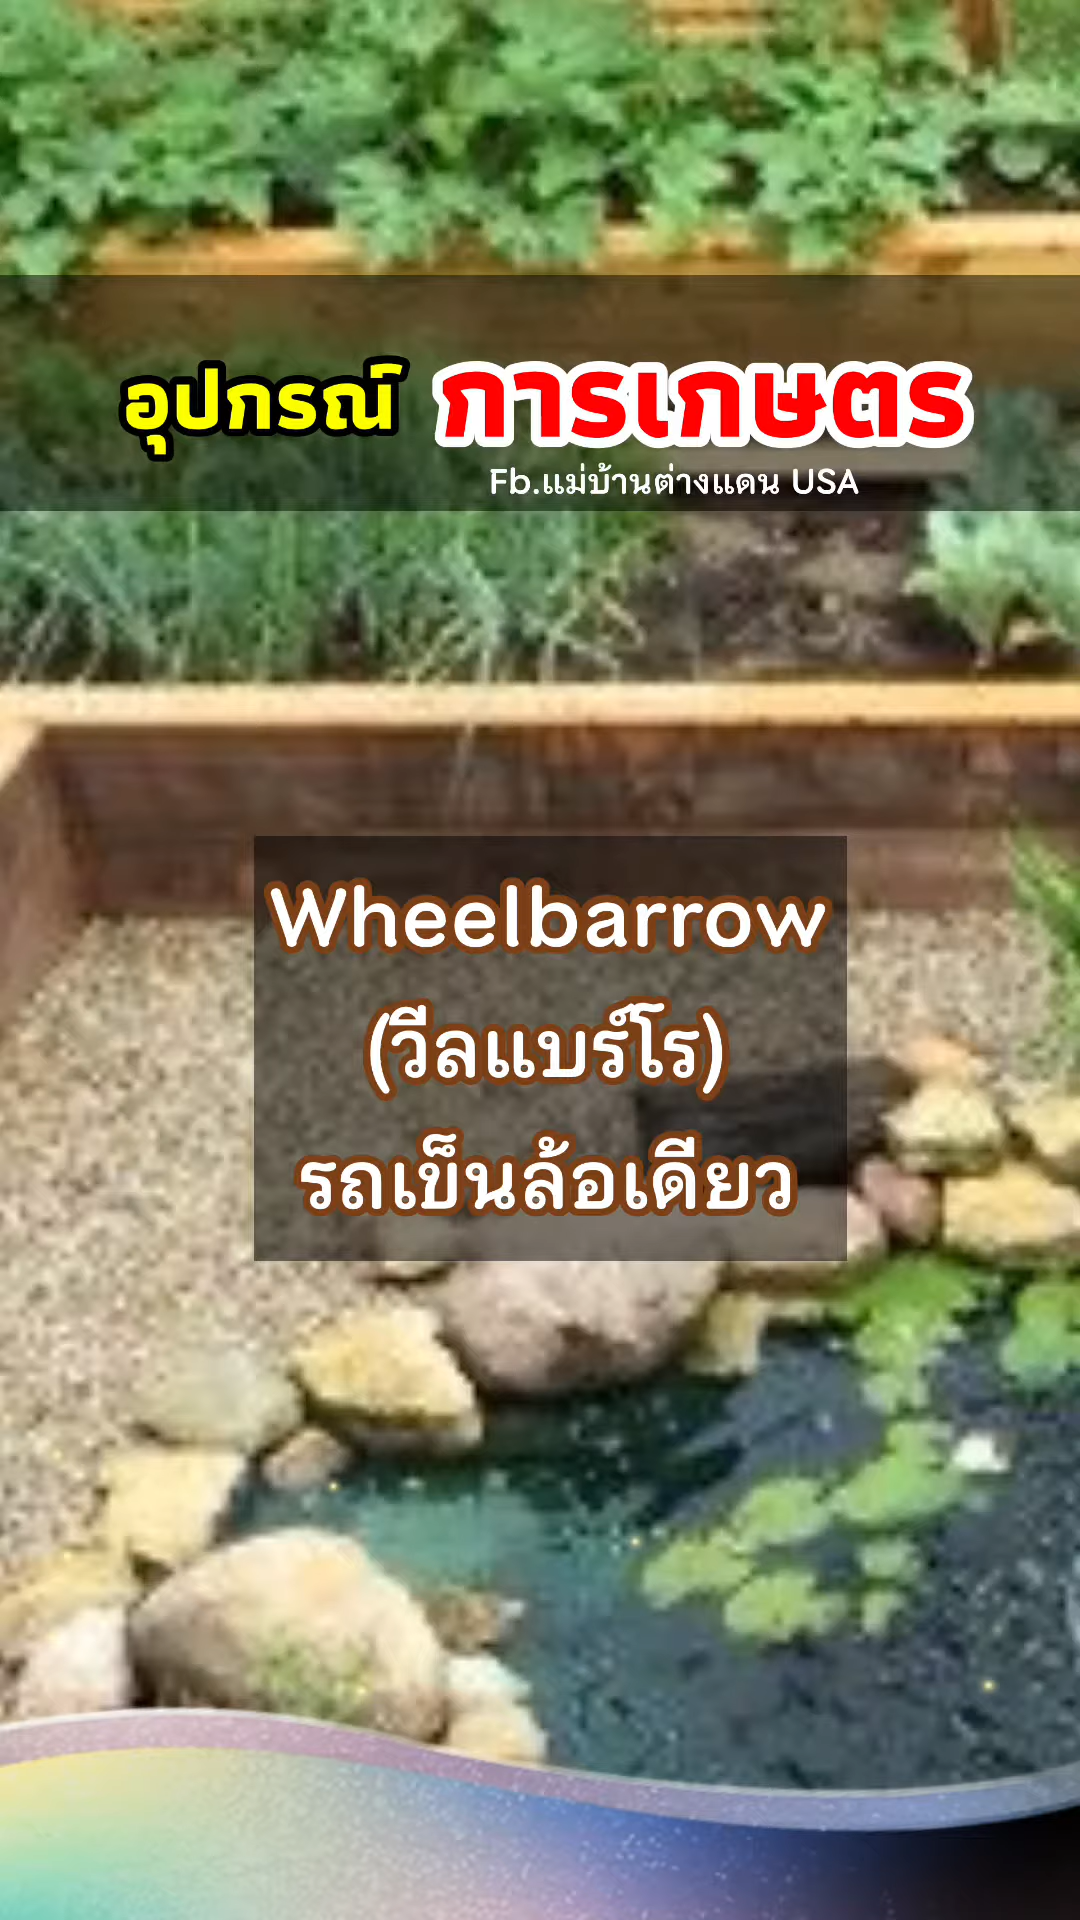 อุปกรณ์ การเกษตร
Fb.แม่บ้านต่างแดน USA
Wheelbarrow
(วีลแบร์โร)
รถเข็นล้อเดียว